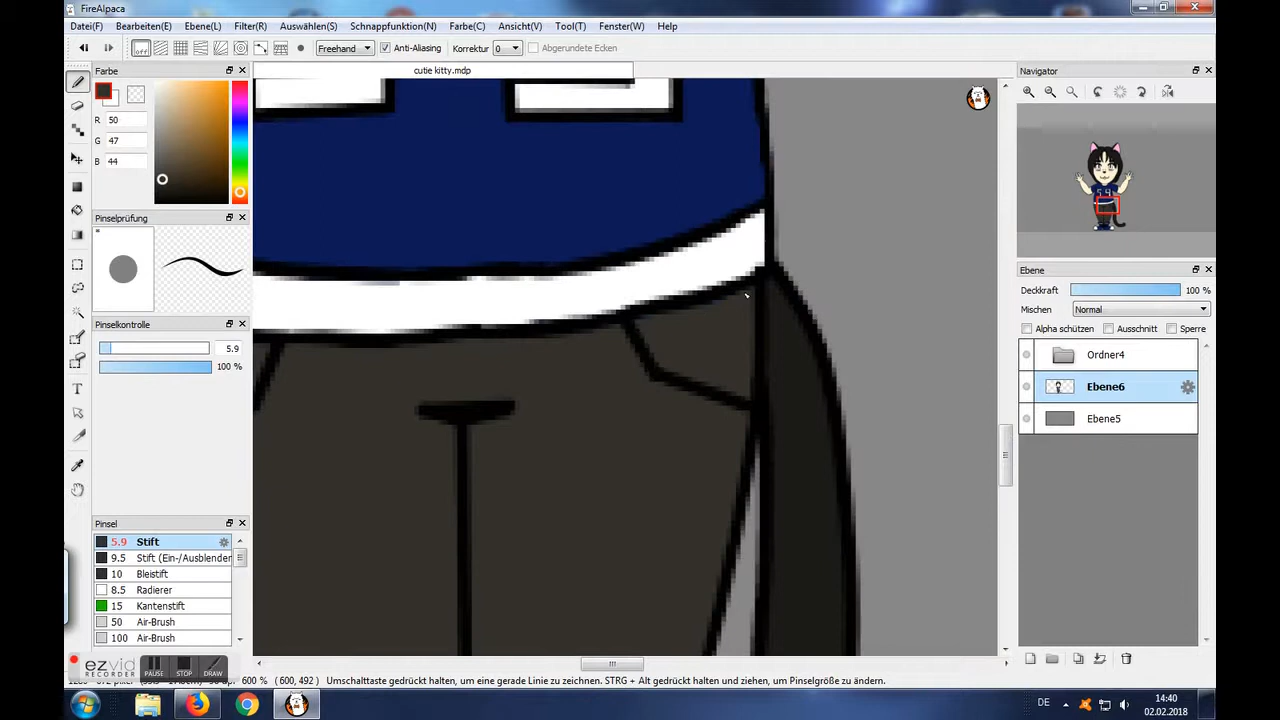 FireAlpaca
Datei(F) Bearbeiten(E) Ebene(L) Filter(R) Auswählen(S) Schnappfunktion(N) Farbe(C) Ansicht(V) Tool(T) Fenster(W) Help
off Freehand Anti-Aliasing Korrektur 0 Abgerundete Ecken
Farbe
cutie kitty.mdp
Navigator
R 50
G 47
B 44
Pinselprüfung
Ebene
Deckkraft 100 %
Mischen Normal
Pinselkontrolle
Alpha schützen Ausschnitt Sperre
5.9
100 %
Ordner4
Ebene6
Ebene5
Pinsel
5.9 Stift
9.5 Stift (Ein-/Ausblenden
10 Bleistift
8.5 Radierer
15 Kantenstift
50 Air-Brush
100 Air-Brush
ezvid
RECORDER
PAUSE STOP DRAW
600 % (600, 492) Umschalttaste gedrückt halten, um eine gerade Linie zu zeichnen. STRG + Alt gedrückt halten und ziehen, um Pinselgröße zu ändern.
DE
14:40
02.02.2018